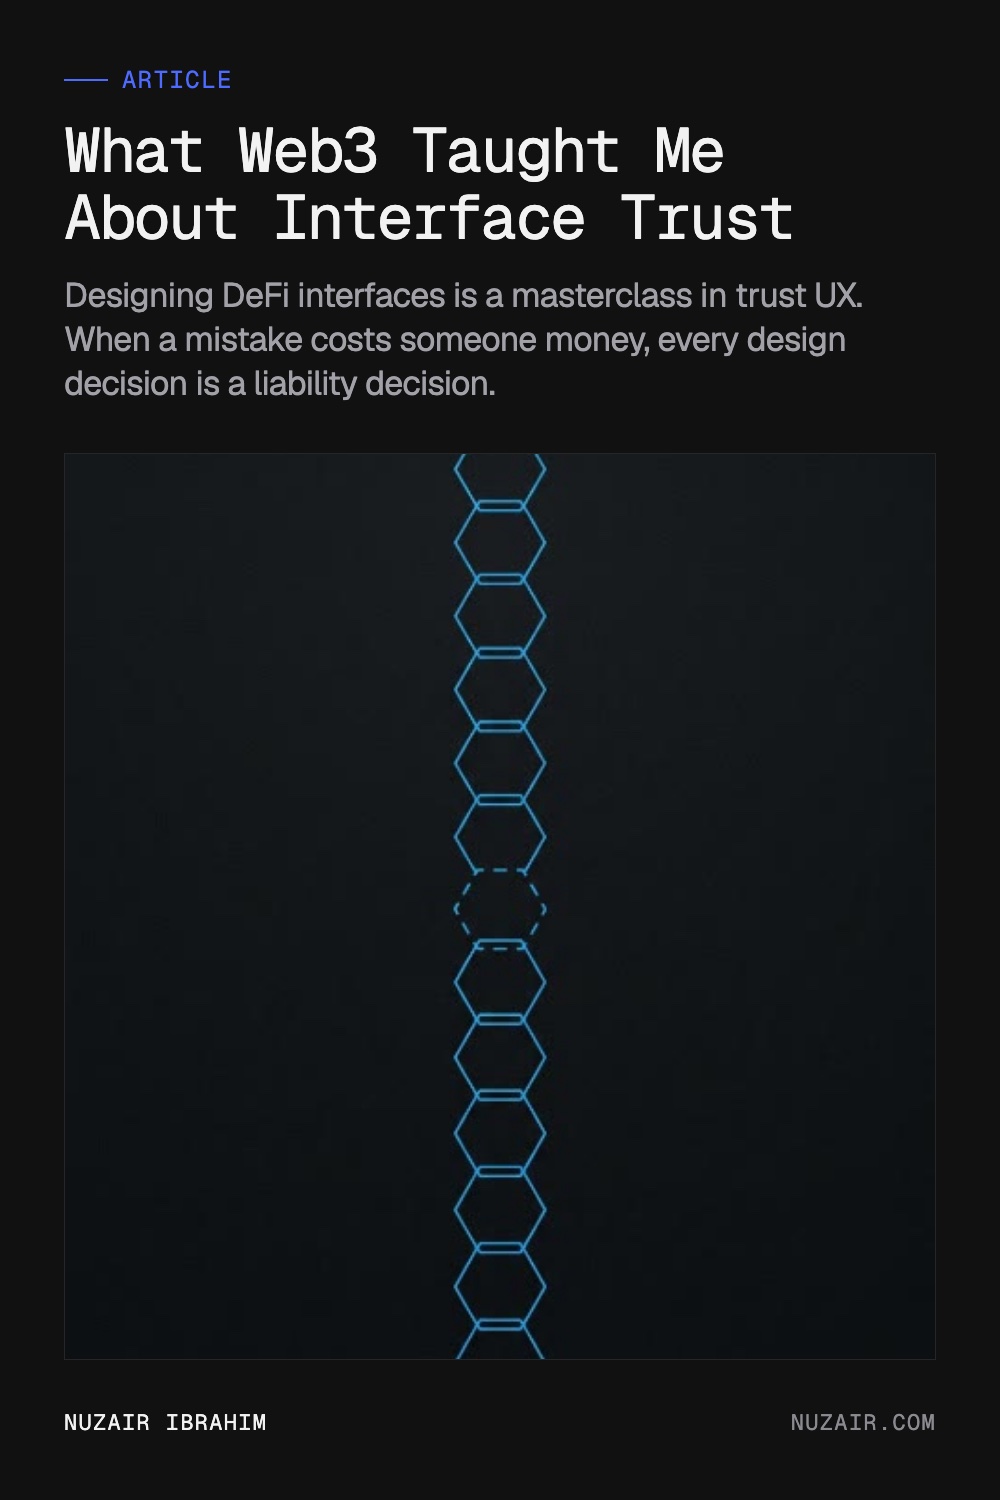 ARTICLE
What Web3 Taught Me
About Interface Trust
Designing DeFi interfaces is a masterclass in trust UX.
When a mistake costs someone money, every design
decision is a liability decision.
NUZAIR IBRAHIM
NUZAIR.COM